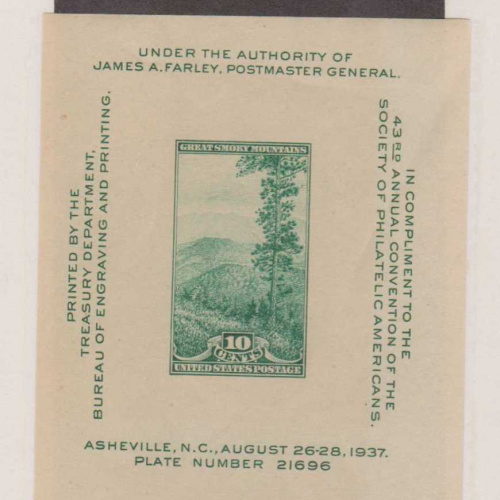 UNDER THE AUTHORITY OF
JAMES A. FARLEY, POSTMASTER GENERAL.
PRINTED BY THE
TREASURY DEPARTMENT,
BUREAU OF ENGRAVING AND PRINTING.
GREAT SMOKY MOUNTAINS
10
CENTS
UNITED STATES POSTAGE
IN COMPLIMENT TO THE
43RD ANNUAL CONVENTION OF THE
SOCIETY OF PHILATELIC AMERICANS.
ASHEVILLE, N.C., AUGUST 26-28, 1937.
PLATE NUMBER 21696